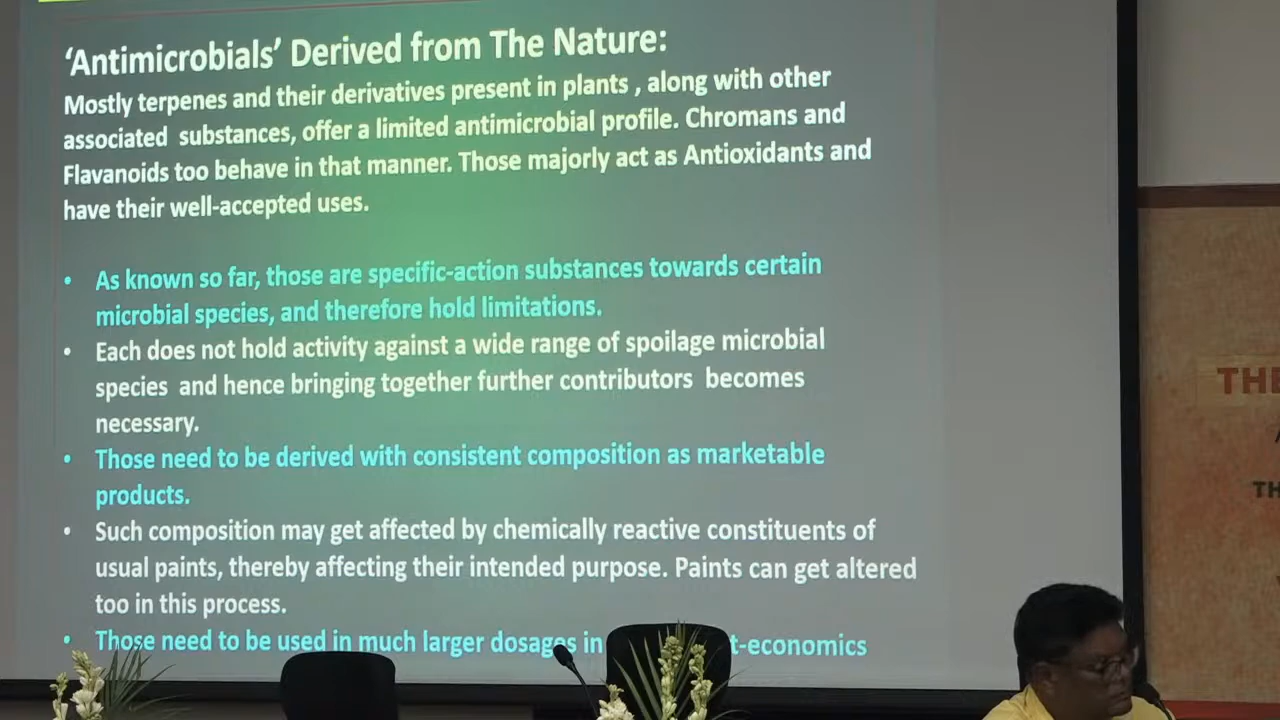 ‘Antimicrobials’ Derived from The Nature:
Mostly terpenes and their derivatives present in plants , along with other
associated substances, offer a limited antimicrobial profile. Chromans and
Flavanoids too behave in that manner. Those majorly act as Antioxidants and
have their well-accepted uses.
• As known so far, those are specific-action substances towards certain
microbial species, and therefore hold limitations.
• Each does not hold activity against a wide range of spoilage microbial
species and hence bringing together further contributors becomes
necessary.
• Those need to be derived with consistent composition as marketable
products.
• Such composition may get affected by chemically reactive constituents of
usual paints, thereby affecting their intended purpose. Paints can get altered
too in this process.
• Those need to be used in much larger dosages in t-economics
THE
TH